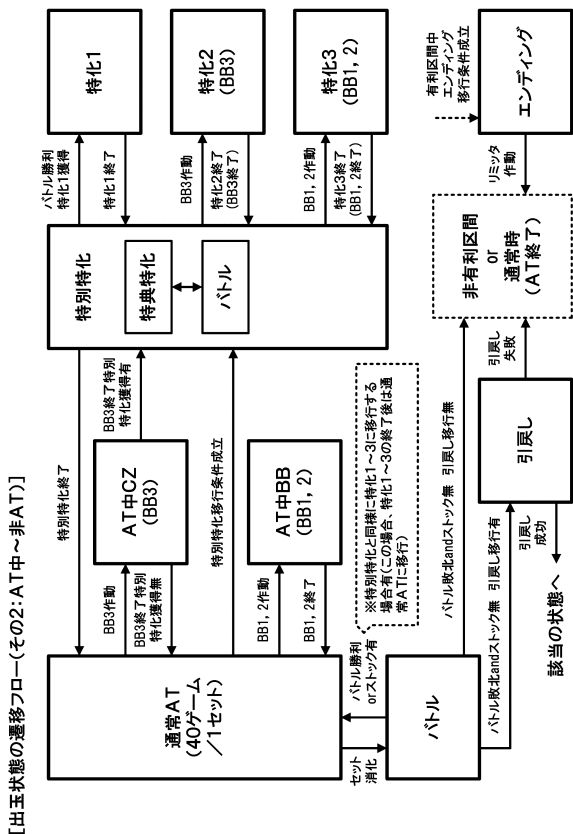 [出玉状態の遷移フロー(その2:AT中～非AT)]
通常AT
(40ゲーム
/1セット)
特別特化終了
BB3作動
BB3終了特別
特化獲得無
AT中CZ
(BB3)
BB3終了特別
特化獲得有
特別特化移行条件成立
BB1, 2作動
BB1, 2終了
AT中BB
(BB1, 2)
特別特化
特典特化
バトル
バトル勝利
特化1獲得
特化1終了
特化1
BB3作動
特化2終了
(BB3終了)
特化2
(BB3)
BB1, 2作動
特化3終了
(BB1, 2終了)
特化3
(BB1, 2)
セット
消化
バトル勝利
orストック有
※特別特化と同様に特化1～3に移行する
場合有(この場合、特化1～3の終了後は通
常ATに移行)
バトル
バトル敗北andストック無 引戻し移行無
バトル敗北andストック無 引戻し移行有
引戻し
引戻し
成功
該当の状態へ
引戻し
失敗
非有利区間
or
通常時
(AT終了)
リミッタ
作動
エンディング
有利区間中
エンディング
移行条件成立